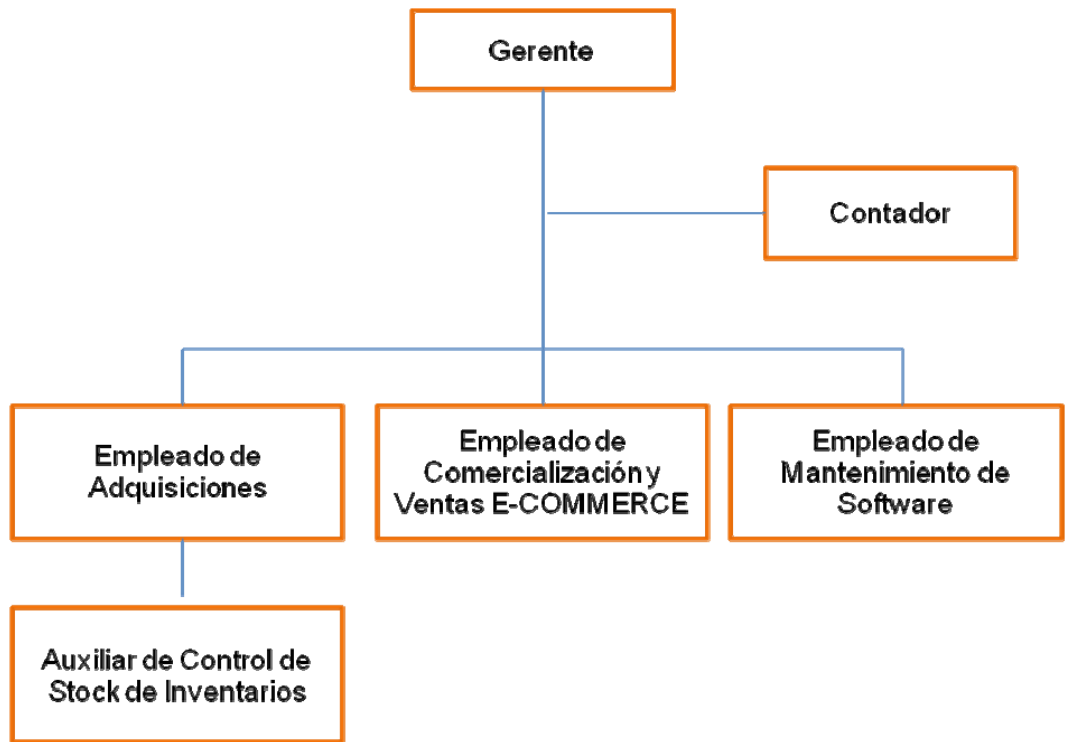 Gerente
Contador
Empleado de
Adquisiciones
Empleado de
Comercialización y
Ventas E-COMMERCE
Empleado de
Mantenimiento de
Software
Auxiliar de Control de
Stock de Inventarios